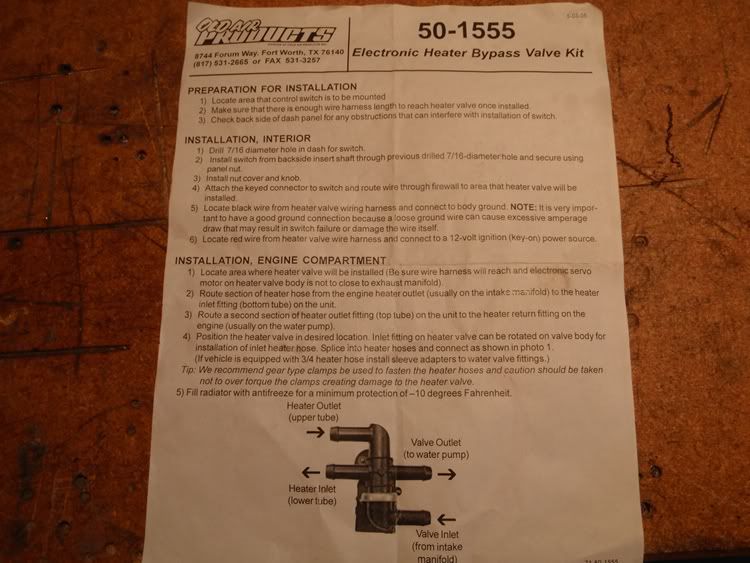 OLD AIR
PRODUCTS
8744 Forum Way, Fort Worth, TX 76140
(817) 531-2665 or FAX 531-3257
50-1555
Electronic Heater Bypass Valve Kit
PREPARATION FOR INSTALLATION
1) Locate area that control switch is to be mounted
2) Make sure that there is enough wire harness length to reach heater valve once installed.
3) Check back side of dash panel for any obstructions that can interfere with installation of switch.
INSTALLATION, INTERIOR
1) Drill 7/16 diameter hole in dash for switch.
2) Install switch from backside insert shaft through previous drilled 7/16-diameter hole and secure using
panel nut.
3) Install nut cover and knob.
4) Attach the keyed connector to switch and route wire through firewall to area that heater valve will be
installed.
5) Locate black wire from heater valve wiring harness and connect to body ground. NOTE: It is very impor-
tant to have a good ground connection because a loose ground wire can cause excessive amperage
draw that may result in switch failure or damage the wire itself.
6) Locate red wire from heater valve wire harness and connect to a 12-volt ignition (key-on) power source.
INSTALLATION, ENGINE COMPARTMENT
1) Locate area where heater valve will be installed (Be sure wire harness will reach and electronic servo
motor on heater valve body is not to close to exhaust manifold).
2) Route section of heater hose from the engine heater outlet (usually on the intake manifold) to the heater
inlet fitting (bottom tube) on the unit.
3) Route a second section of heater outlet fitting (top tube) on the unit to the heater return fitting on the
engine (usually on the water pump).
4) Position the heater valve in desired location. Inlet fitting on heater valve can be rotated on valve body for
installation of inlet heater hose. Splice into heater hoses and connect as shown in photo 1.
(If vehicle is equipped with 3/4 heater hose install sleeve adapters to water valve fittings.)
Tip: We recommend gear type clamps be used to fasten the heater hoses and caution should be taken
not to over torque the clamps creating damage to the heater valve.
5) Fill radiator with antifreeze for a minimum protection of –10 degrees Fahrenheit.
Heater Outlet
(upper tube)
Valve Outlet
(to water pump)
Heater Inlet
(lower tube)
Valve Inlet
(from intake
manifold)